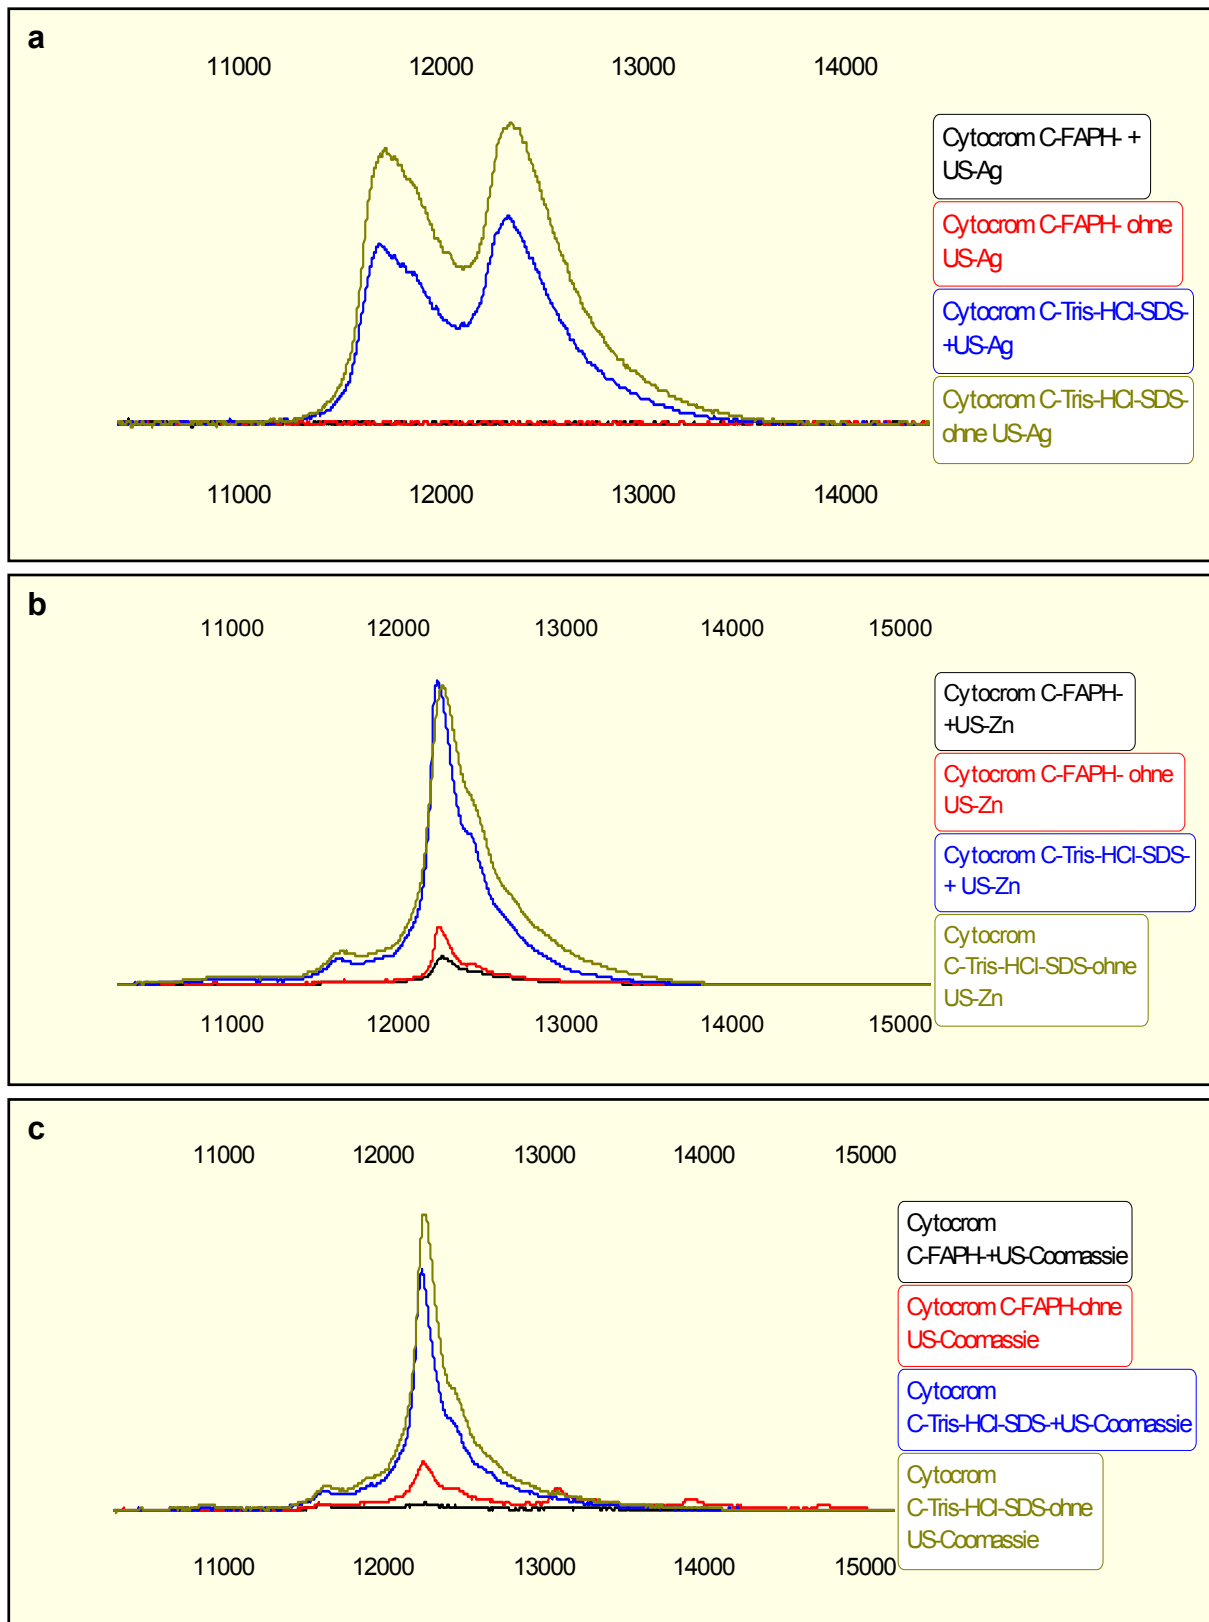 a
11000 12000 13000 14000
Cytocrom C-FAPH- +
US-Ag
Cytocrom C-FAPH- ohne
US-Ag
Cytocrom C-Tris-HCl-SDS-
+US-Ag
Cytocrom C-Tris-HCl-SDS-
ohne US-Ag
11000 12000 13000 14000
b
11000 12000 13000 14000 15000
Cytocrom C-FAPH-
+US-Zn
Cytocrom C-FAPH- ohne
US-Zn
Cytocrom C-Tris-HCl-SDS-
+ US-Zn
Cytocrom
C-Tris-HCl-SDS-ohne
US-Zn
11000 12000 13000 14000 15000
c
11000 12000 13000 14000 15000
Cytocrom
C-FAPH-+US-Coomassie
Cytocrom C-FAPH-ohne
US-Coomassie
Cytocrom
C-Tris-HCl-SDS-+US-Coomassie
Cytocrom
C-Tris-HCl-SDS-ohne
US-Coomassie
11000 12000 13000 14000 15000